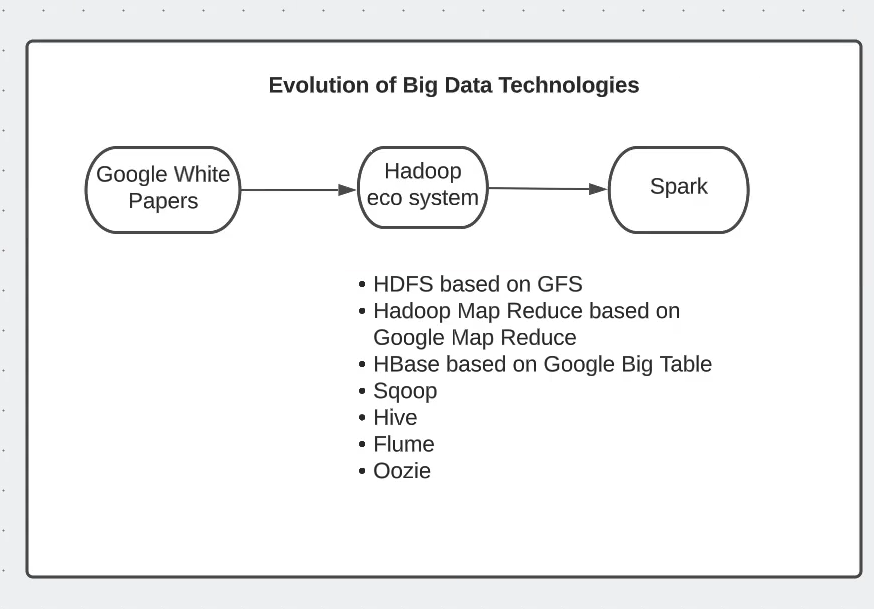 Evolution of Big Data Technologies
Google White
Papers
Hadoop
eco system
Spark
• HDFS based on GFS
• Hadoop Map Reduce based on
Google Map Reduce
• HBase based on Google Big Table
• Sqoop
• Hive
• Flume
• Oozie